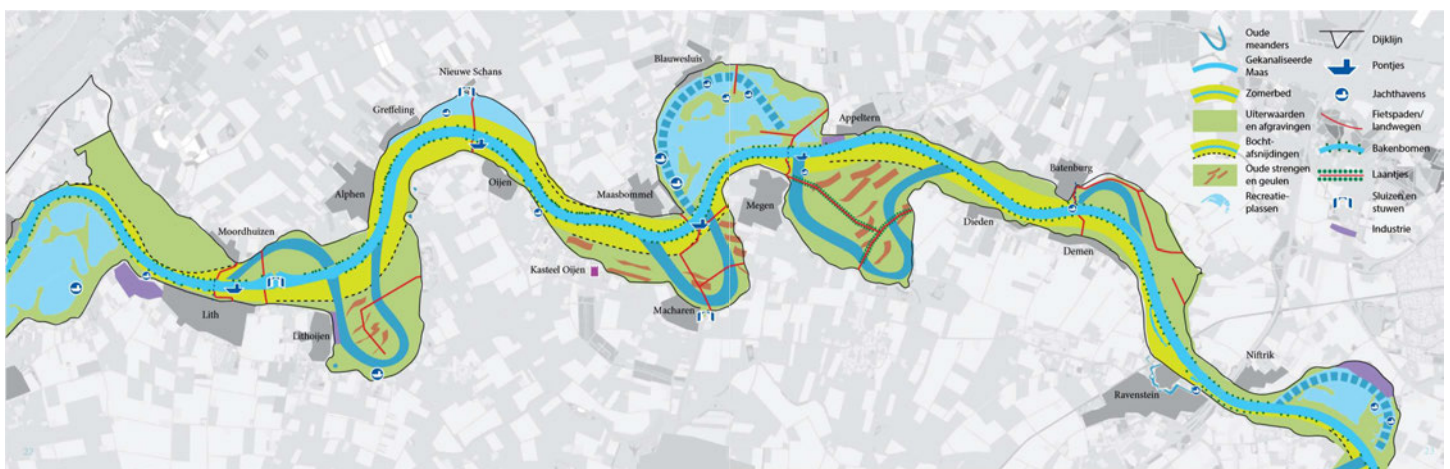 Nieuwe Schans
Greffeling
Alphen
Oijen
Moordhuizen
Lith
Lithoijen
Kasteel Oijen
Maasbommel
Macharen
Blauwesluis
Megen
Appeltern
Dieden
Batenburg
Demen
Ravenstein
Niftrik
Oude
meanders
Gekanaliseerde
Maas
Zomerbed
Uiterwaarden
en afgravingen
Bocht-
afsnijdingen
Oude strengen
en geulen
Recreatie-
plassen
Dijklijn
Pontjes
Jachthavens
Fietspaden/
landwegen
Bakenbomen
Laantjes
Sluizen en
stuwen
Industrie
22
23